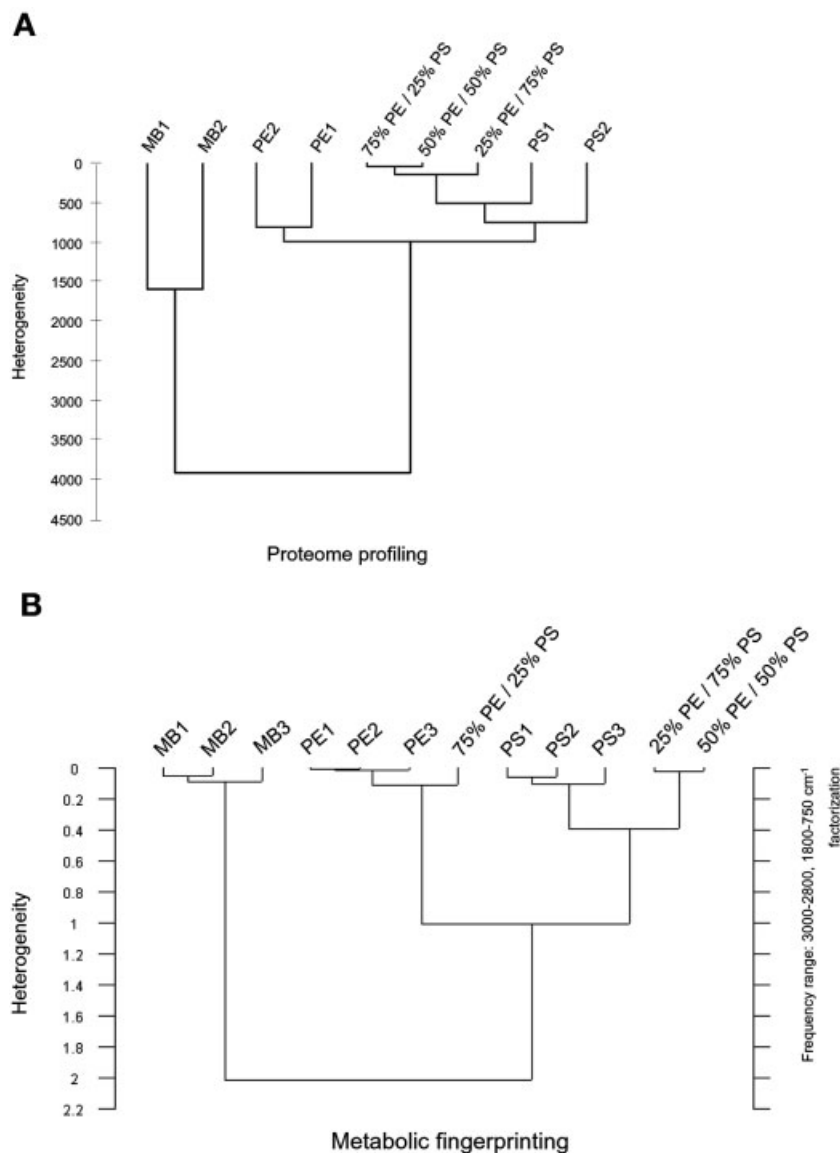 A
MB1
MB2
PE2
PE1
75% PE / 25% PS
50% PE / 50% PS
25% PE / 75% PS
PS1
PS2
0
500
1000
1500
2000
2500
3000
3500
4000
4500
Heterogeneity
Proteome profiling
B
MB1
MB2
MB3
PE1
PE2
PE3
75% PE / 25% PS
PS1
PS2
PS3
25% PE / 75% PS
50% PE / 50% PS
0
0.2
0.4
0.6
0.8
1
1.2
1.4
1.6
1.8
2
2.2
Heterogeneity
Frequency range: 3000-2800, 1800-750 cm⁻¹
factorization
Metabolic fingerprinting